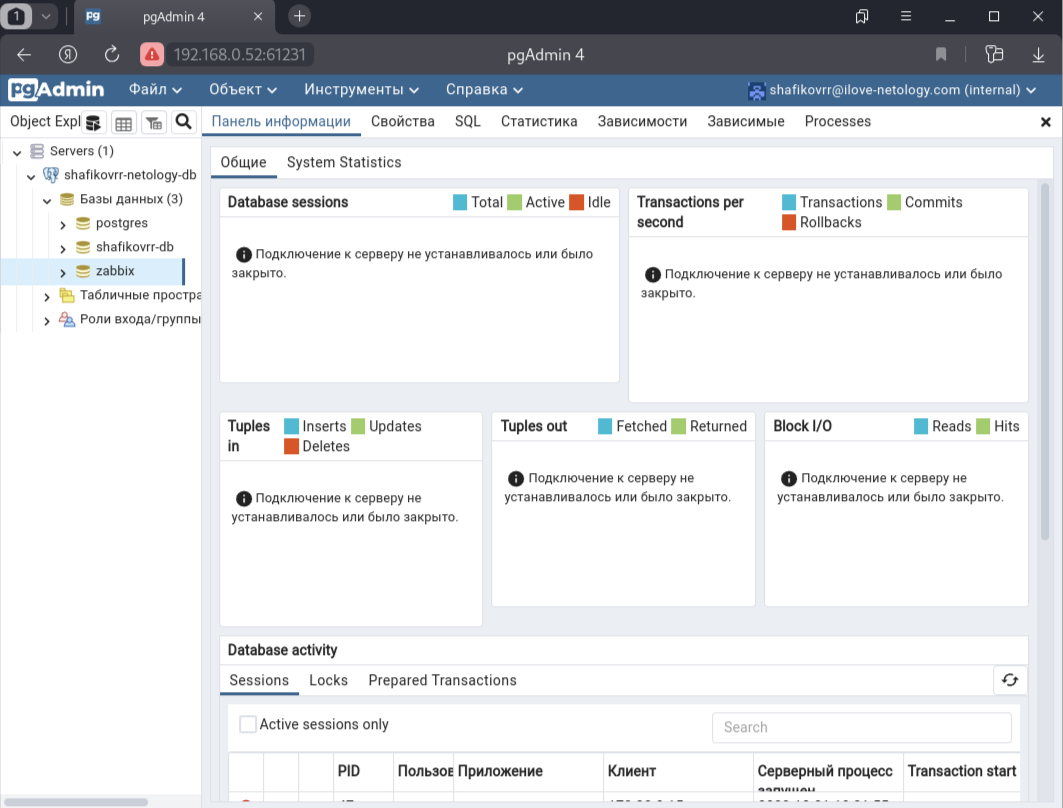 1
pgAdmin 4
192.168.0.52:61231
pgAdmin 4
pgAdmin Файл Объект Инструменты Справка shafikovrr@ilove-netology.com (internal)
Object Expl
Панель информации Свойства SQL Статистика Зависимости Зависимые Processes
Servers (1)
shafikovrr-netology-db
Базы данных (3)
postgres
shafikovrr-db
zabbix
Табличные простра
Роли входа/группы
Общие System Statistics
Database sessions Total Active Idle
Подключение к серверу не устанавливалось или было
закрыто.
Transactions per
second
Transactions Commits
Rollbacks
Подключение к серверу не устанавливалось или было
закрыто.
Tuples
in
Inserts Updates
Deletes
Подключение к серверу не
устанавливалось или было закрыто.
Tuples out Fetched Returned
Подключение к серверу не
устанавливалось или было закрыто.
Block I/O Reads Hits
Подключение к серверу не
устанавливалось или было закрыто.
Database activity
Sessions Locks Prepared Transactions
Active sessions only Search
PID Пользов Приложение Клиент Серверный процесс Transaction start